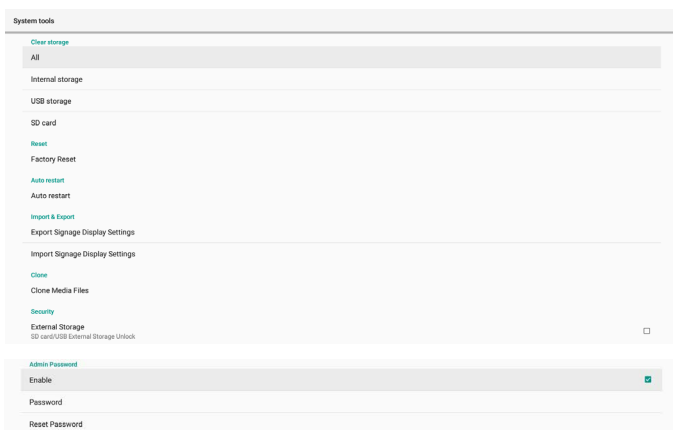 System tools
Clear storage
All
Internal storage
USB storage
SD card
Reset
Factory Reset
Auto restart
Auto restart
Import & Export
Export Signage Display Settings
Import Signage Display Settings
Clone
Clone Media Files
Security
External Storage
SD card/USB External Storage Unlock
Admin Password
Enable
Password
Reset Password